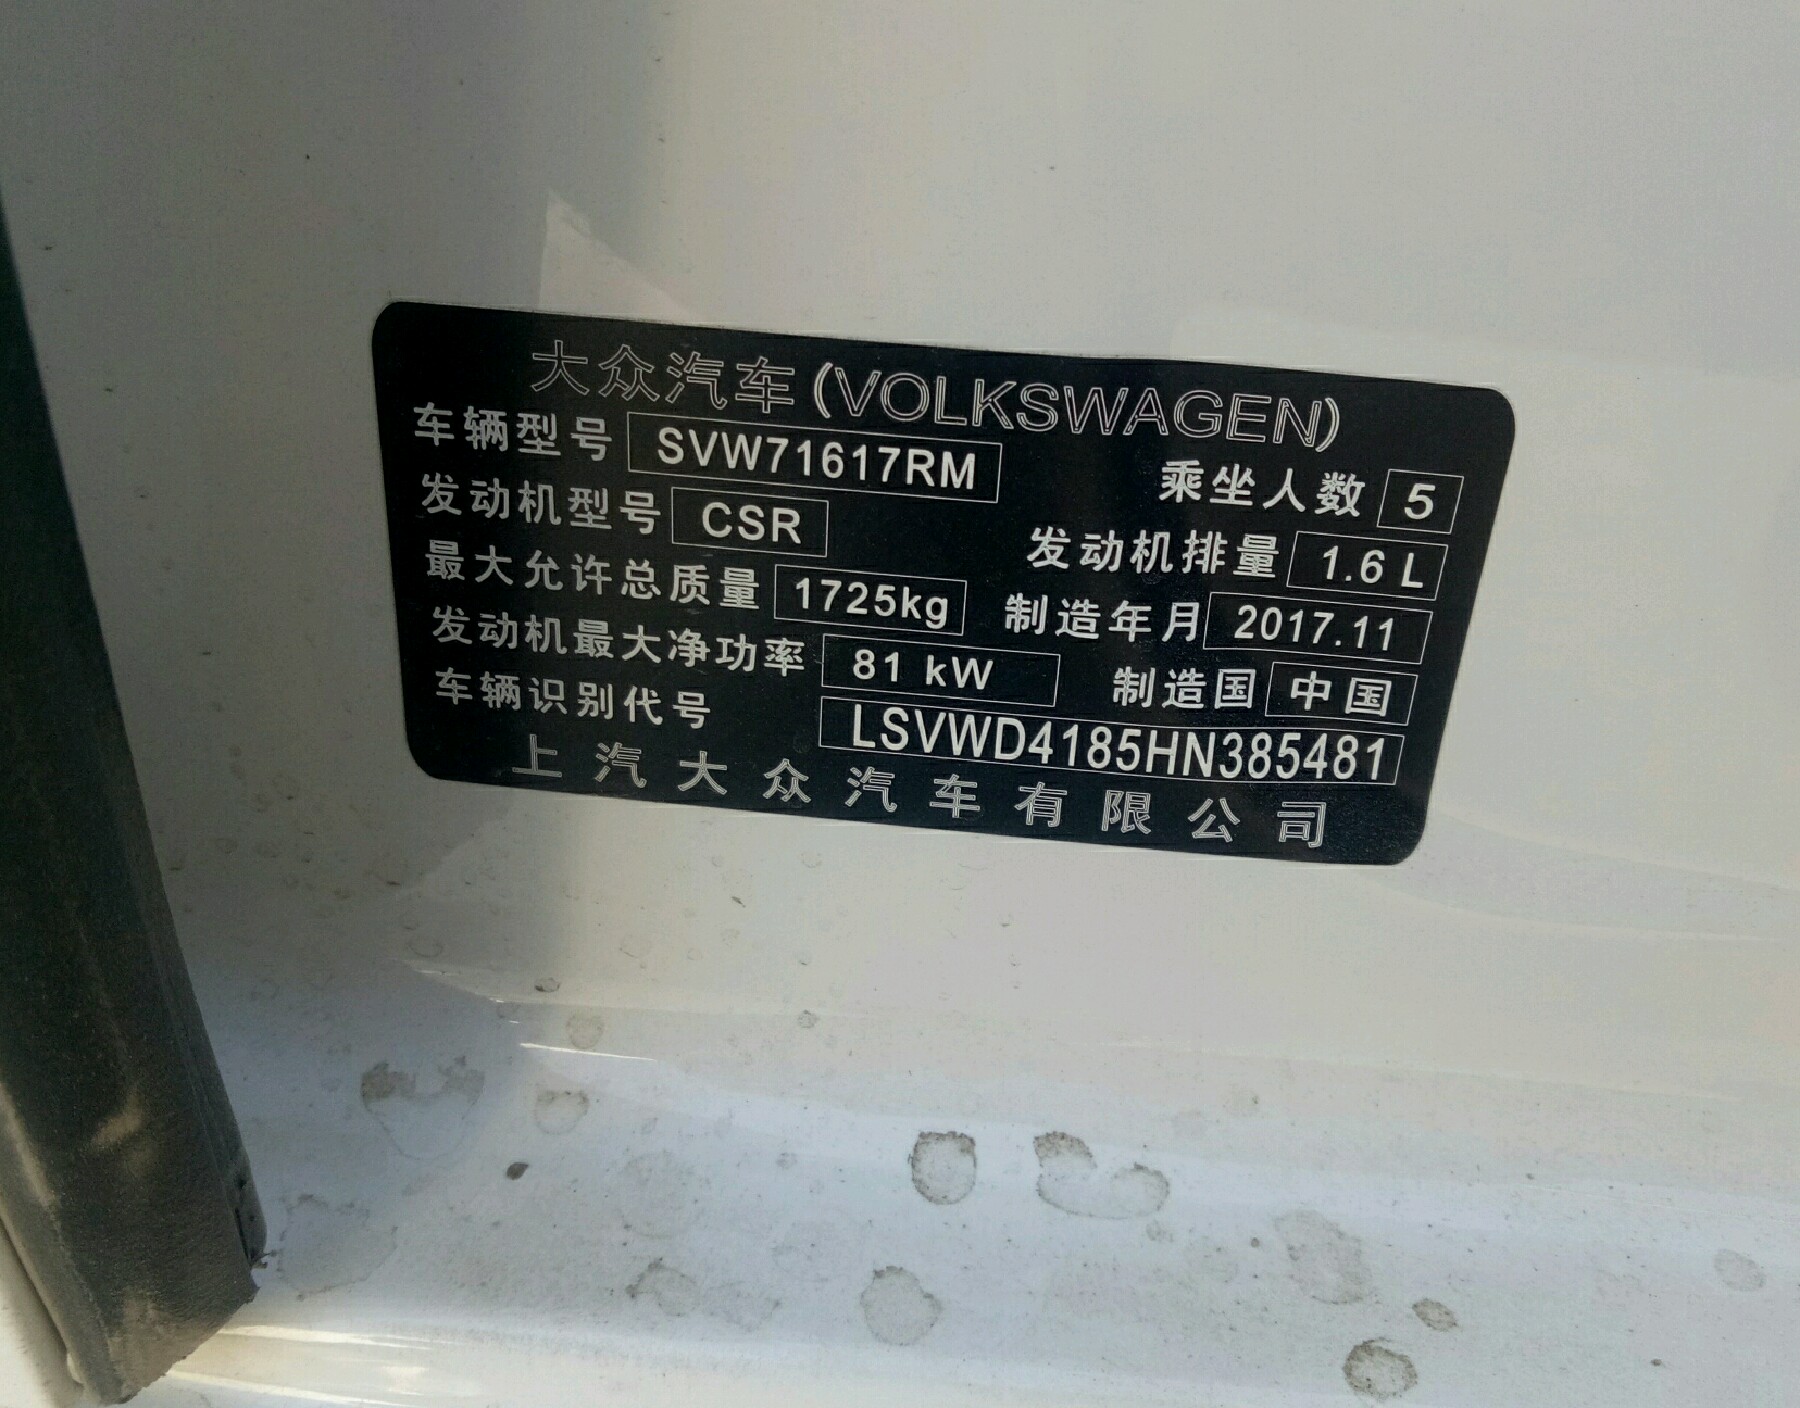 大众汽车(VOLKSWAGEN)
车辆型号 SVW71617RM 乘坐人数 5
发动机型号 CSR 发动机排量 1.6 L
最大允许总质量 1725kg 制造年月 2017.11
发动机最大净功率 81 kW 制造国 中国
车辆识别代号 LSVWD4185HN385481
上汽大众汽车有限公司